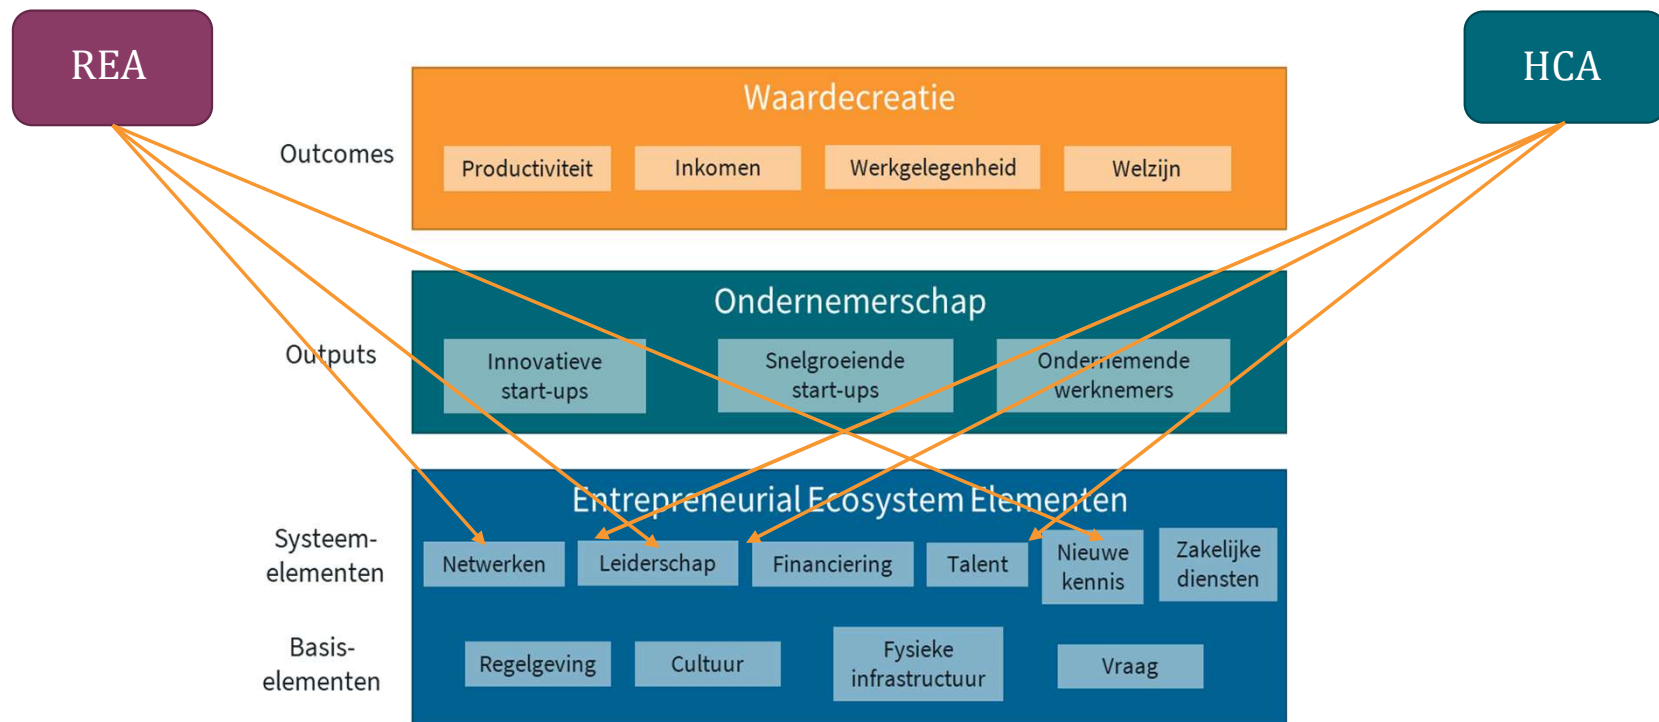 REA
HCA
Waardecreatie
Outcomes
Productiviteit
Inkomen
Werkgelegenheid
Welzijn
Ondernemerschap
Outputs
Innovatieve
start-ups
Snelgroeiende
start-ups
Ondernemende
werknemers
Entrepreneurial Ecosystem Elementen
Systeem-
elementen
Netwerken
Leiderschap
Financiering
Talent
Nieuwe
kennis
Zakelijke
diensten
Basis-
elementen
Regelgeving
Cultuur
Fysieke
infrastructuur
Vraag